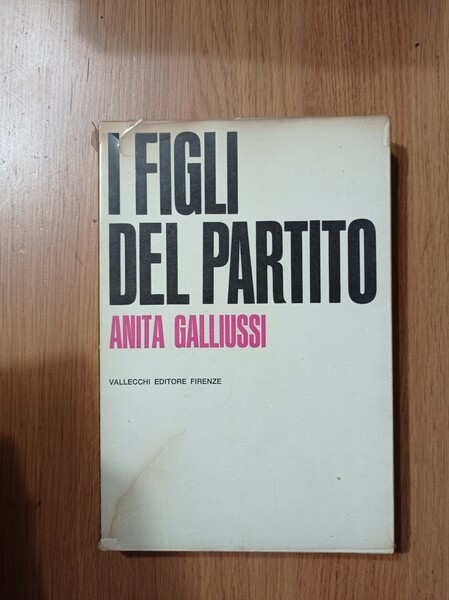 I FIGLI
DEL PARTITO
ANITA GALLIUSSI
VALLECCHI EDITORE FIRENZE